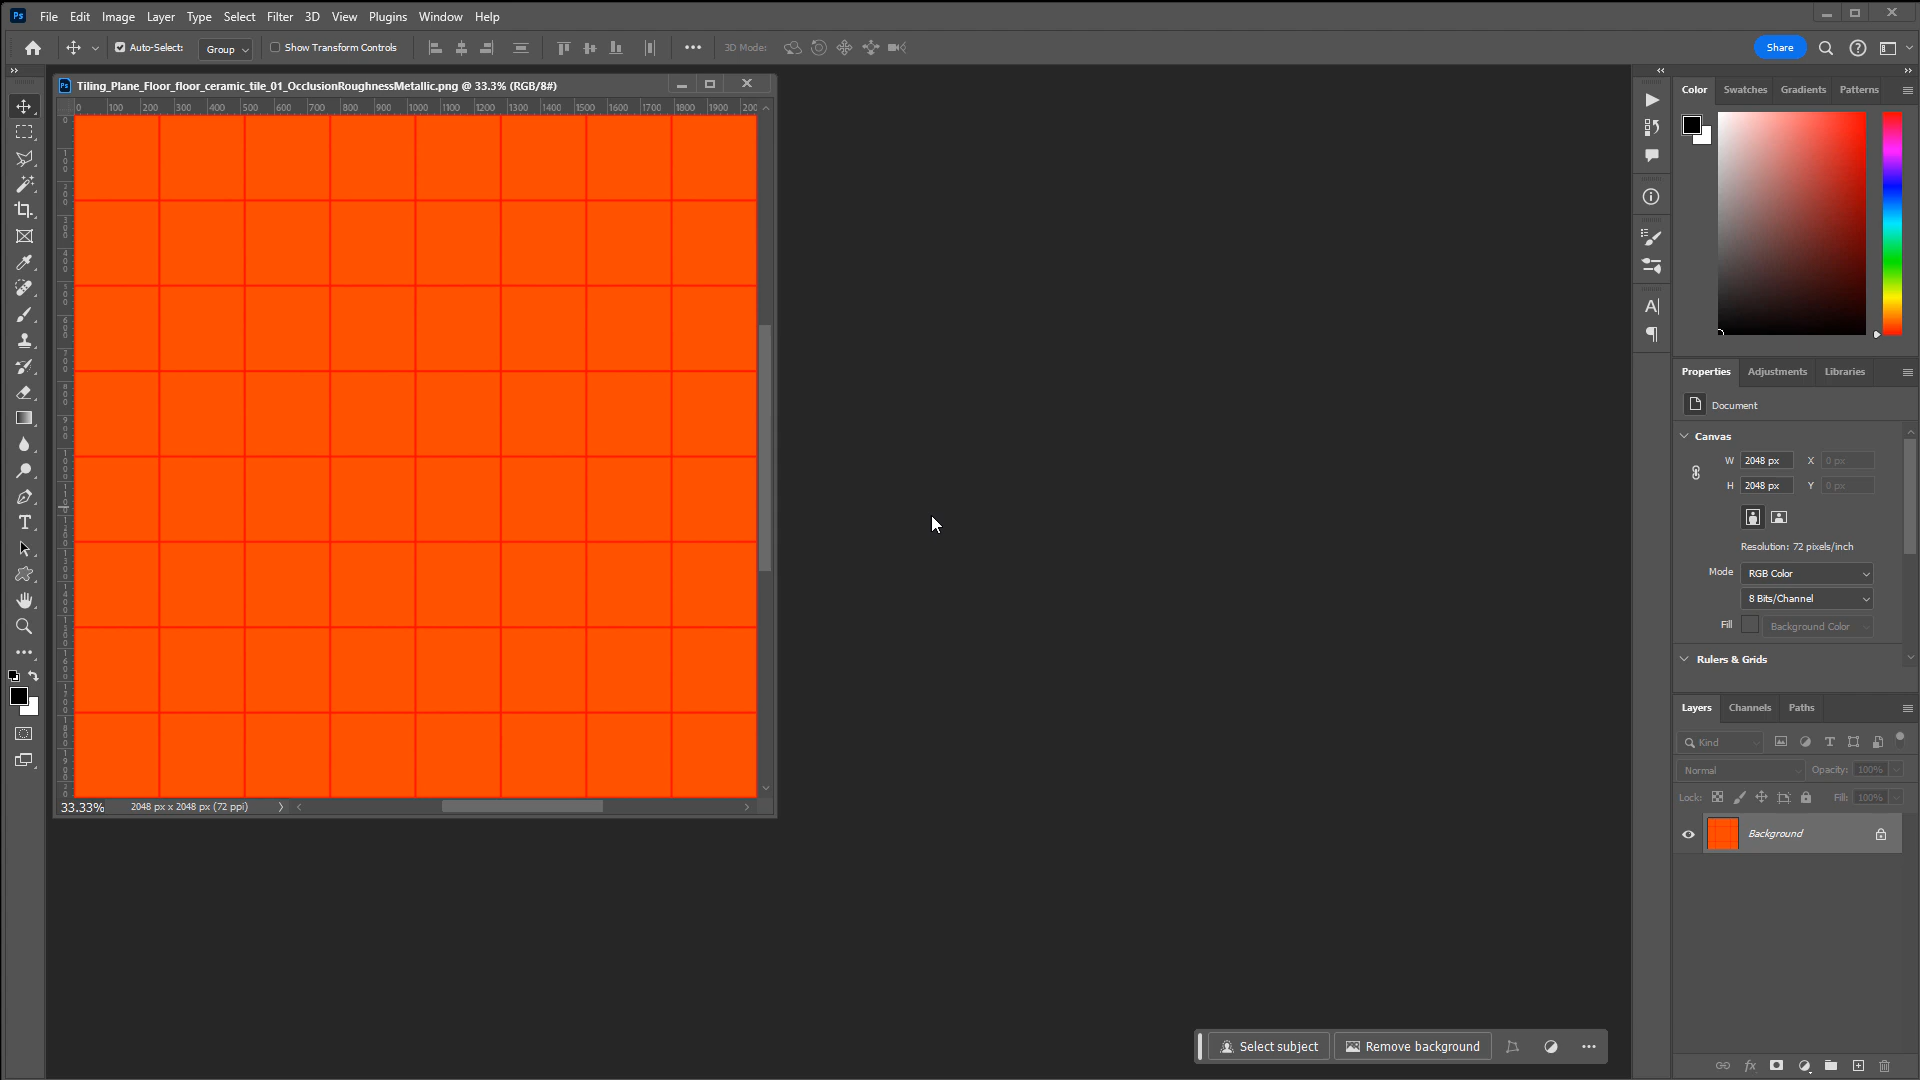 Ps File Edit Image Layer Type Select Filter 3D View Plugins Window Help
Auto-Select: Group Show Transform Controls 3D Mode: Share
Tiling_Plane_Floor_floor_ceramic_tile_01_OcclusionRoughnessMetallic.png @ 33.3% (RGB/8#)
0 100 200 300 400 500 600 700 800 900 1000 1100 1200 1300 1400 1500 1600 1700 1800 1900 200
33.33% 2048 px x 2048 px (72 ppi)
Select subject Remove background
Color Swatches Gradients Patterns
Properties Adjustments Libraries
Document
Canvas
W 2048 px X 0 px
H 2048 px Y 0 px
Resolution: 72 pixels/inch
Mode RGB Color
8 Bits/Channel
Fill Background Color
Rulers & Grids
Layers Channels Paths
Kind
Normal Opacity: 100%
Lock: Fill: 100%
Background
fx